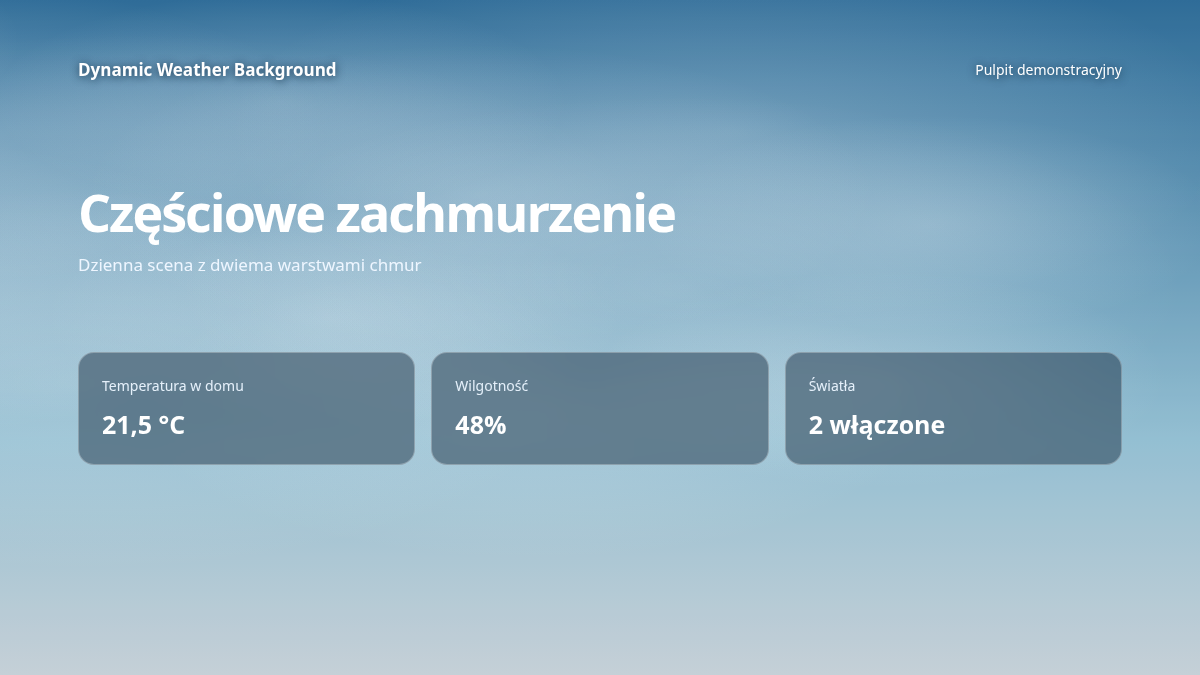 Dynamic Weather Background
Pulpit demonstracyjny
Częściowe zachmurzenie
Dzienna scena z dwiema warstwami chmur
Temperatura w domu
21,5 °C
Wilgotność
48%
Światła
2 włączone